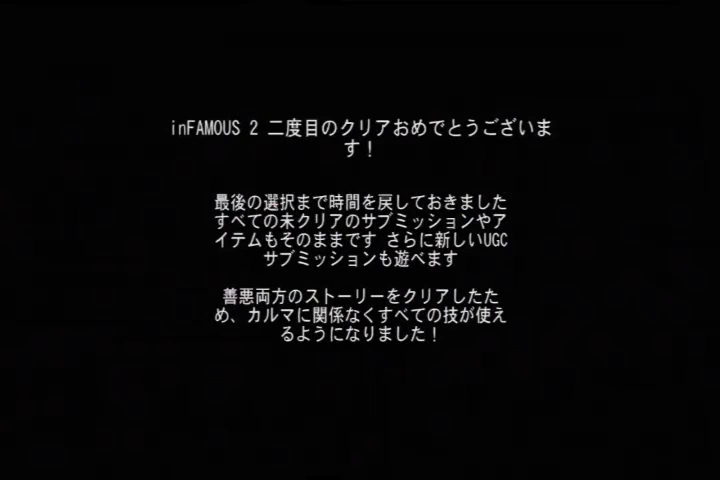 inFAMOUS 2 二度目のクリアおめでとうございま
す！
最後の選択まで時間を戻しておきました
すべての未クリアのサブミッションやア
イテムもそのままです さらに新しいUGC
サブミッションも遊べます
善悪両方のストーリーをクリアしたた
め、カルマに関係なくすべての技が使え
るようになりました！